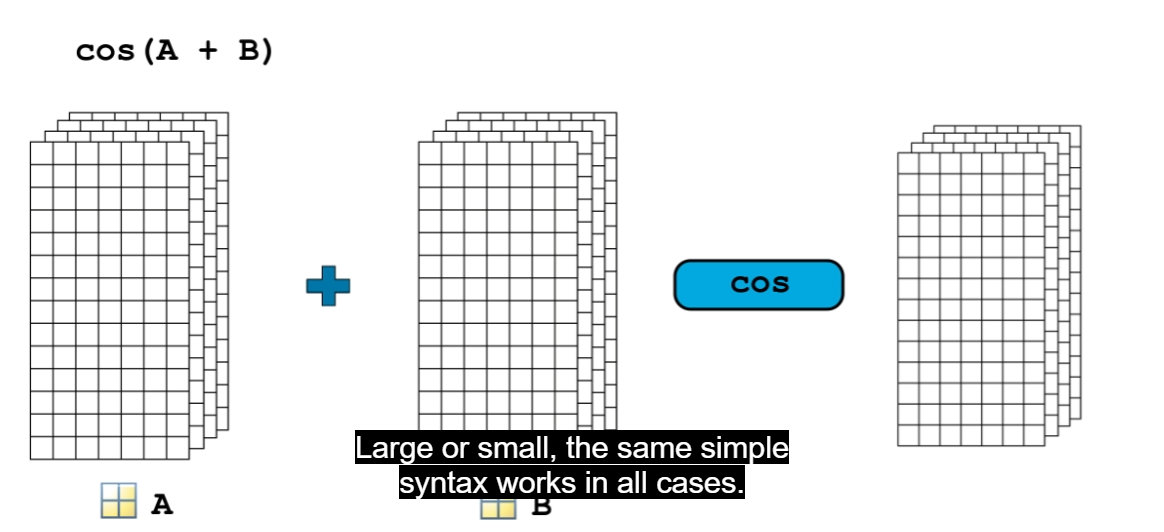 cos(A + B)
cos
Large or small, the same simple
syntax works in all cases.
A
B